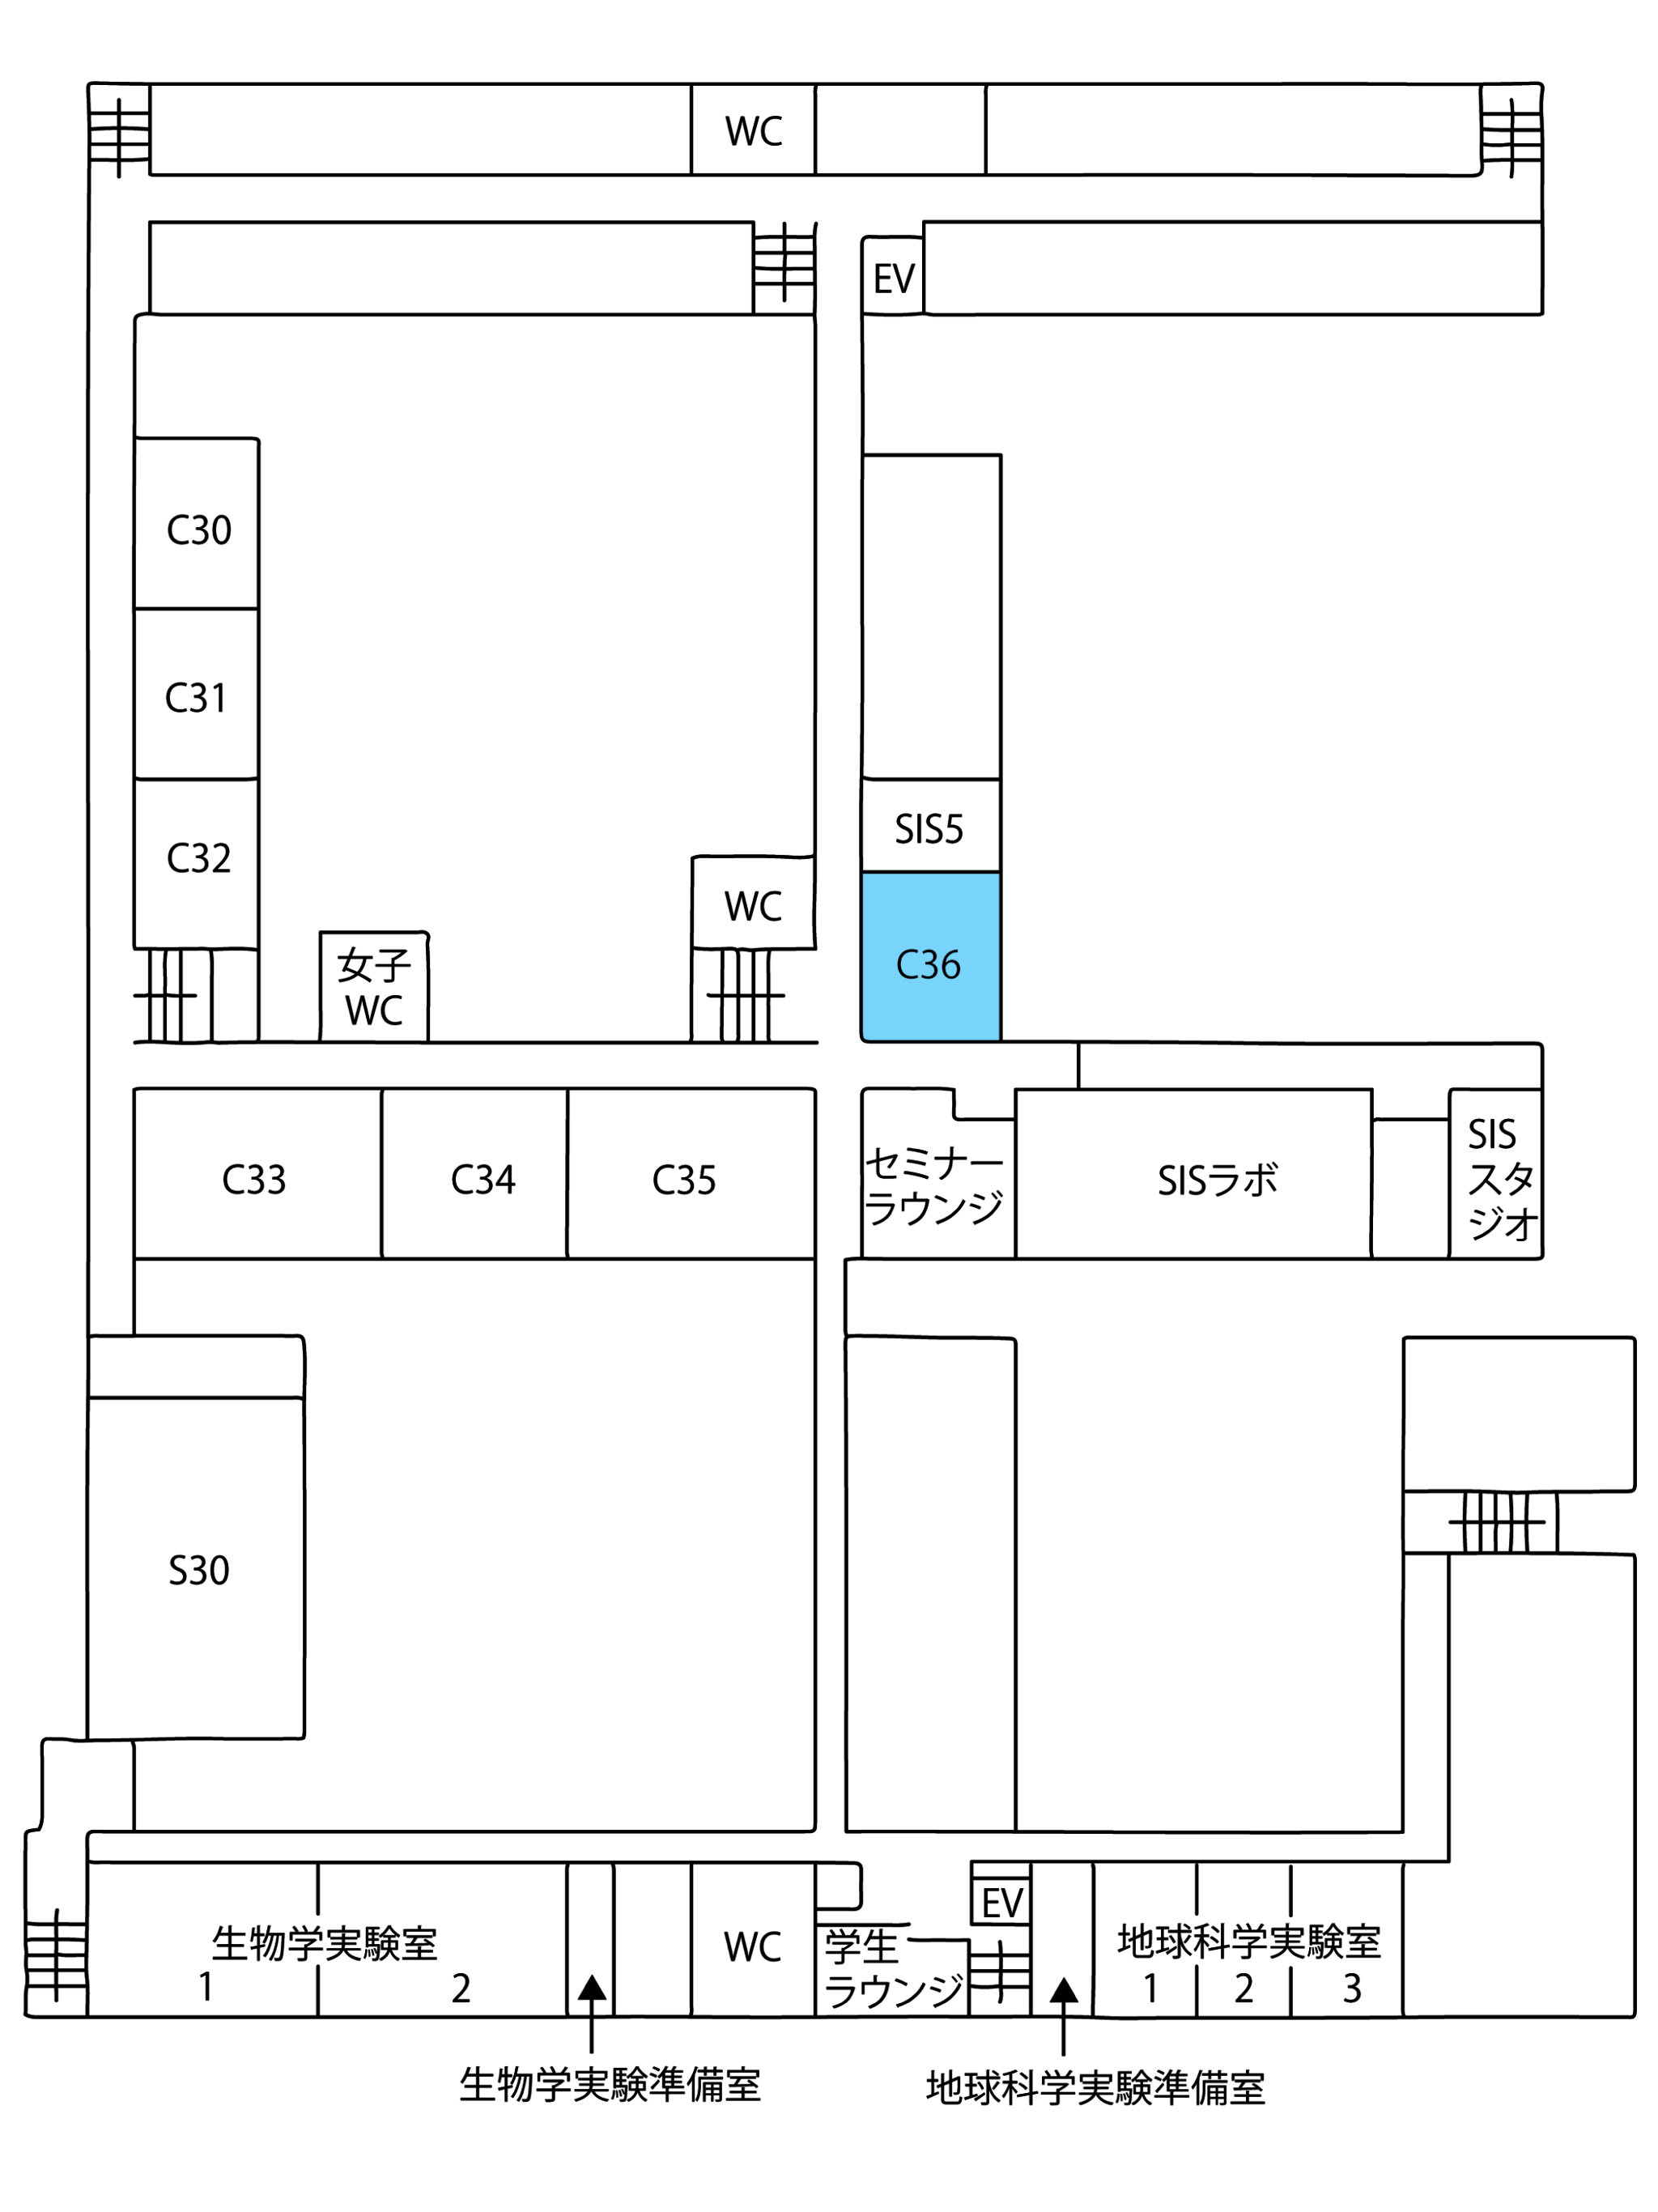 WC
EV
C30
C31
C32
SIS5
WC
C36
女子
WC
C33
C34
C35
セミナー
ラウンジ
SISラボ
SIS
スタ
ジオ
S30
生物学実験室
1
2
WC
学生
ラウンジ
EV
地球科学実験室
1
2
3
生物学実験準備室
地球科学実験準備室